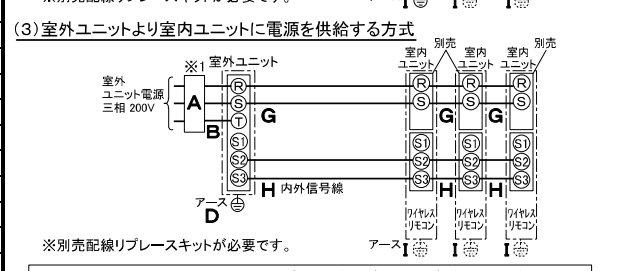 (3)室外ユニットより室内ユニットに電源を供給する方式
別売 別売
室内 室内 室内
ユニット ユニット ユニット
※1 室外ユニット
室外
ユニット電源
三相 200V
A
B
R
S
T
S1
S2
S3
G
R S
G
R S
G
R S
S1 S2 S3
S1 S2 S3
S1 S2 S3
H 内外信号線
H
H
アース
D
ワイヤレス ワイヤレス ワイヤレス
リモコン リモコン リモコン
アース I I I
※別売配線リプレースキットが必要です。